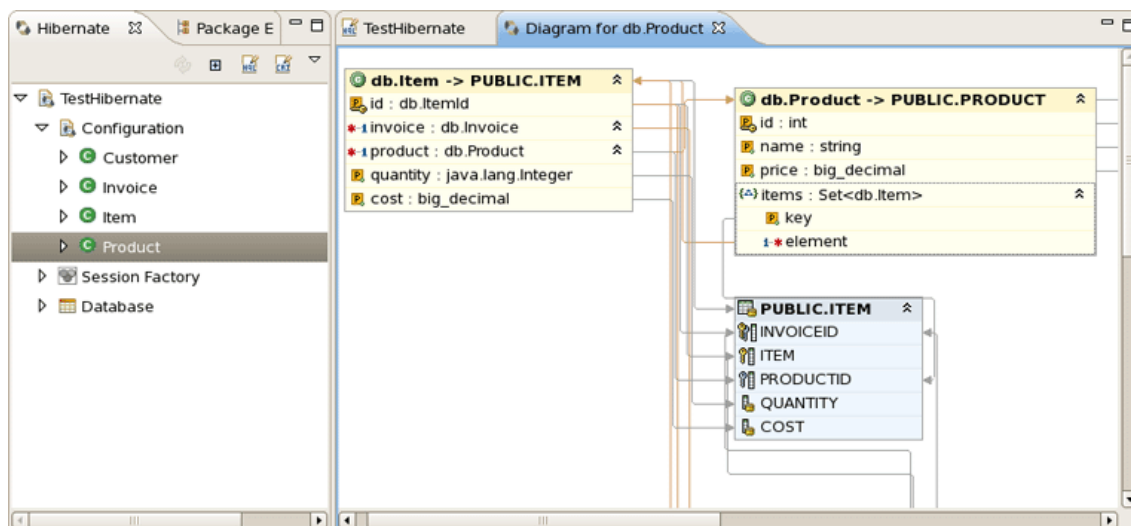 Hibernate
Package E
TestHibernate
Configuration
Customer
Invoice
Item
Product
Session Factory
Database
TestHibernate
Diagram for db.Product
db.Item -> PUBLIC.ITEM
id : db.ItemId
invoice : db.Invoice
product : db.Product
quantity : java.lang.Integer
cost : big_decimal
db.Product -> PUBLIC.PRODUCT
id : int
name : string
price : big_decimal
items : Set<db.Item>
key
element
PUBLIC.ITEM
INVOICEID
ITEM
PRODUCTID
QUANTITY
COST